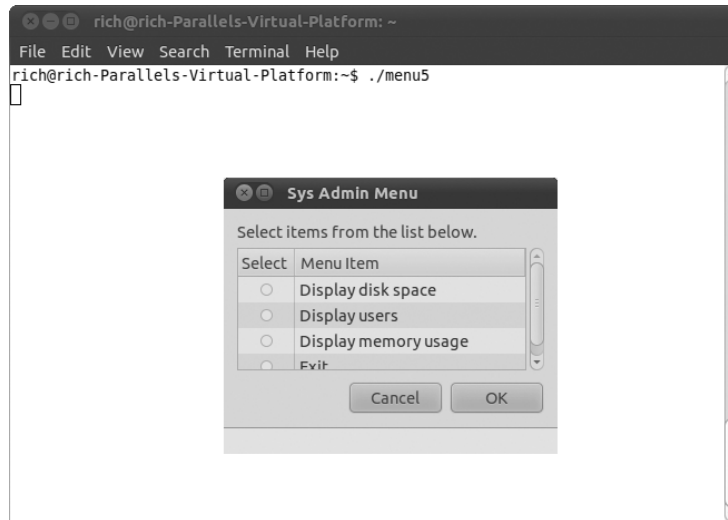 rich@rich-Parallels-Virtual-Platform: ~
File Edit View Search Terminal Help
rich@rich-Parallels-Virtual-Platform:~$ ./menu5
Sys Admin Menu
Select items from the list below.
Select Menu Item
Display disk space
Display users
Display memory usage
Exit
Cancel OK